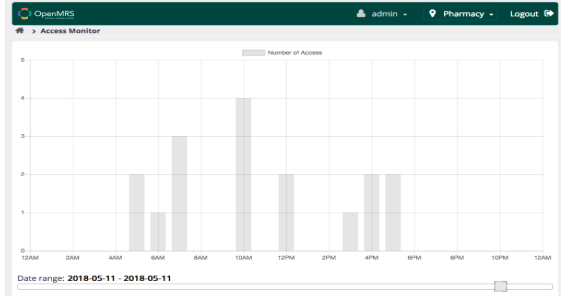 OpenMRS
admin
Pharmacy
Logout
> Access Monitor
Number of Access
5
4
3
2
1
0
12AM 2AM 4AM 6AM 8AM 10AM 12PM 2PM 4PM 6PM 8PM 10PM 12AM
Date range: 2018-05-11 - 2018-05-11